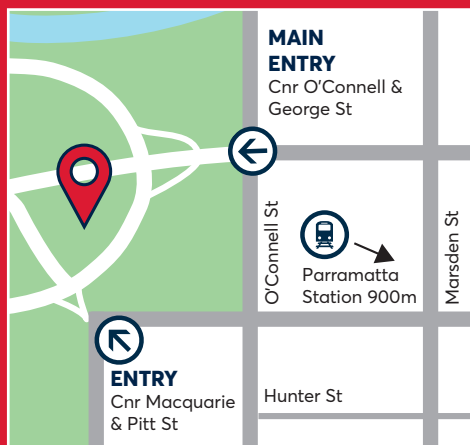 MAIN
ENTRY
Cnr O'Connell &
George St
O'Connell St
Parramatta
Station 900m
Marsden St
ENTRY
Cnr Macquarie
& Pitt St
Hunter St